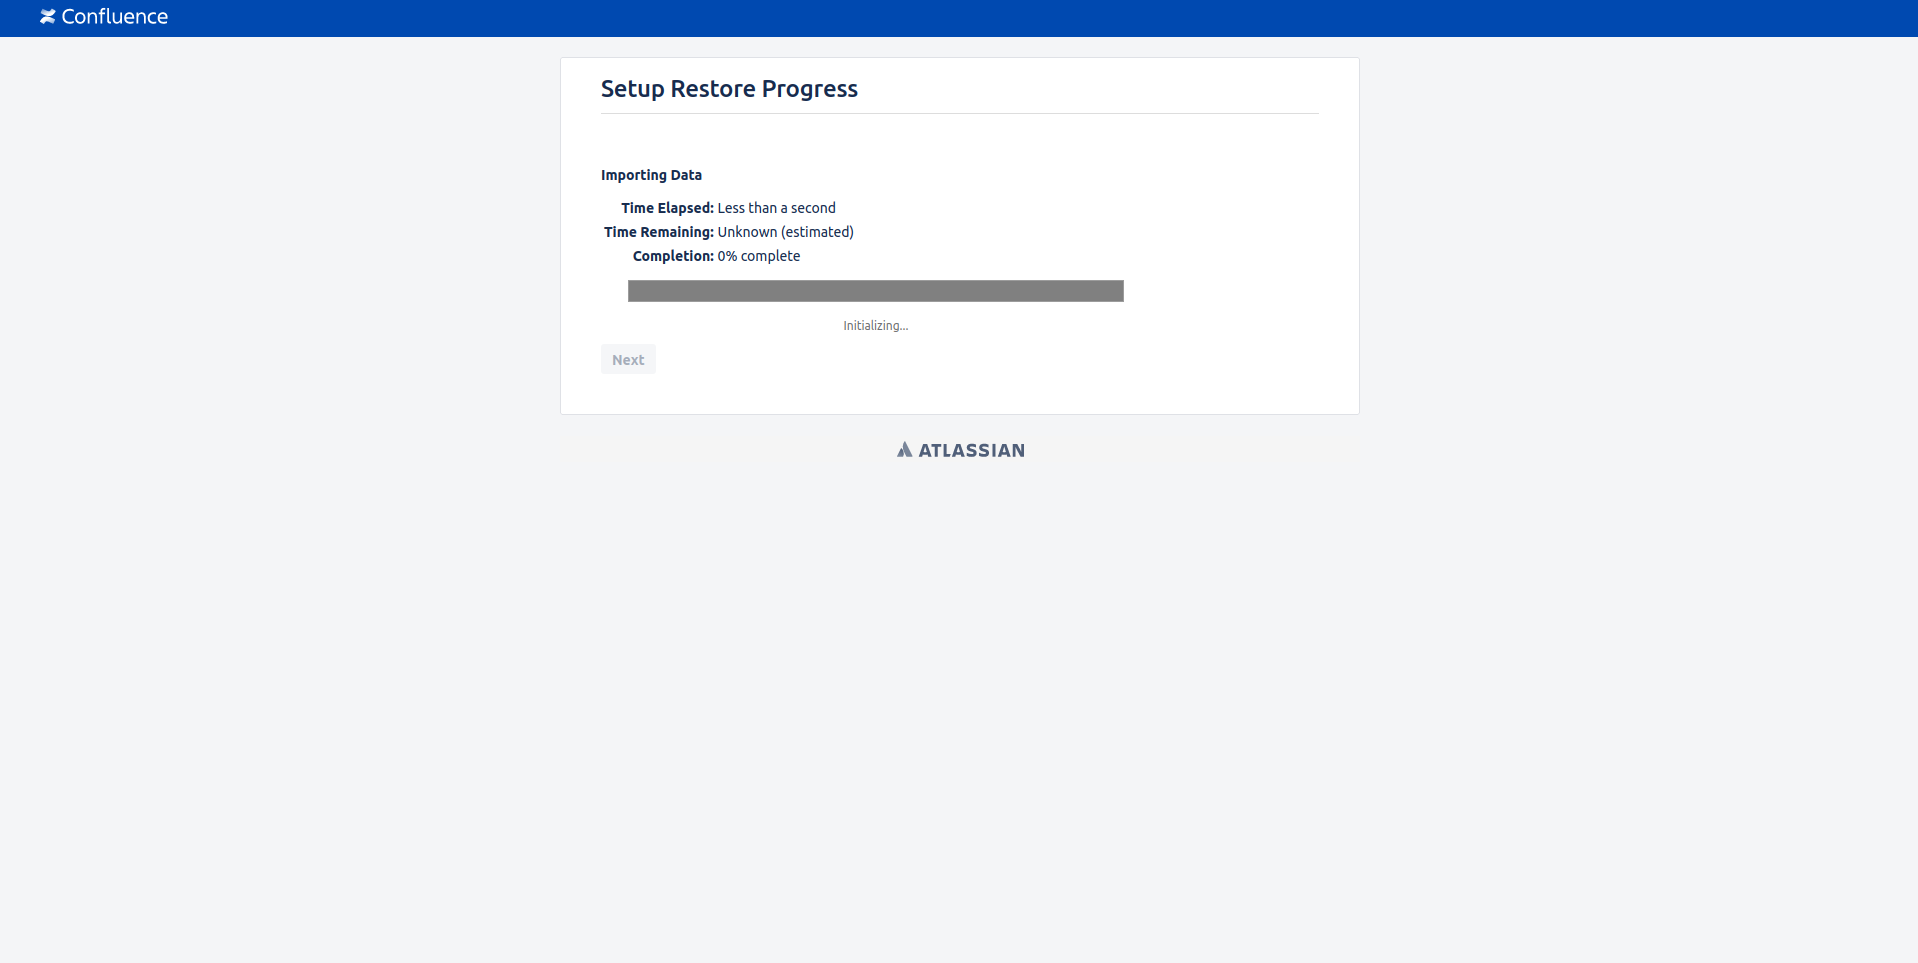 Confluence
Setup Restore Progress
Importing Data
Time Elapsed: Less than a second
Time Remaining: Unknown (estimated)
Completion: 0% complete
Initializing...
Next
ATLASSIAN